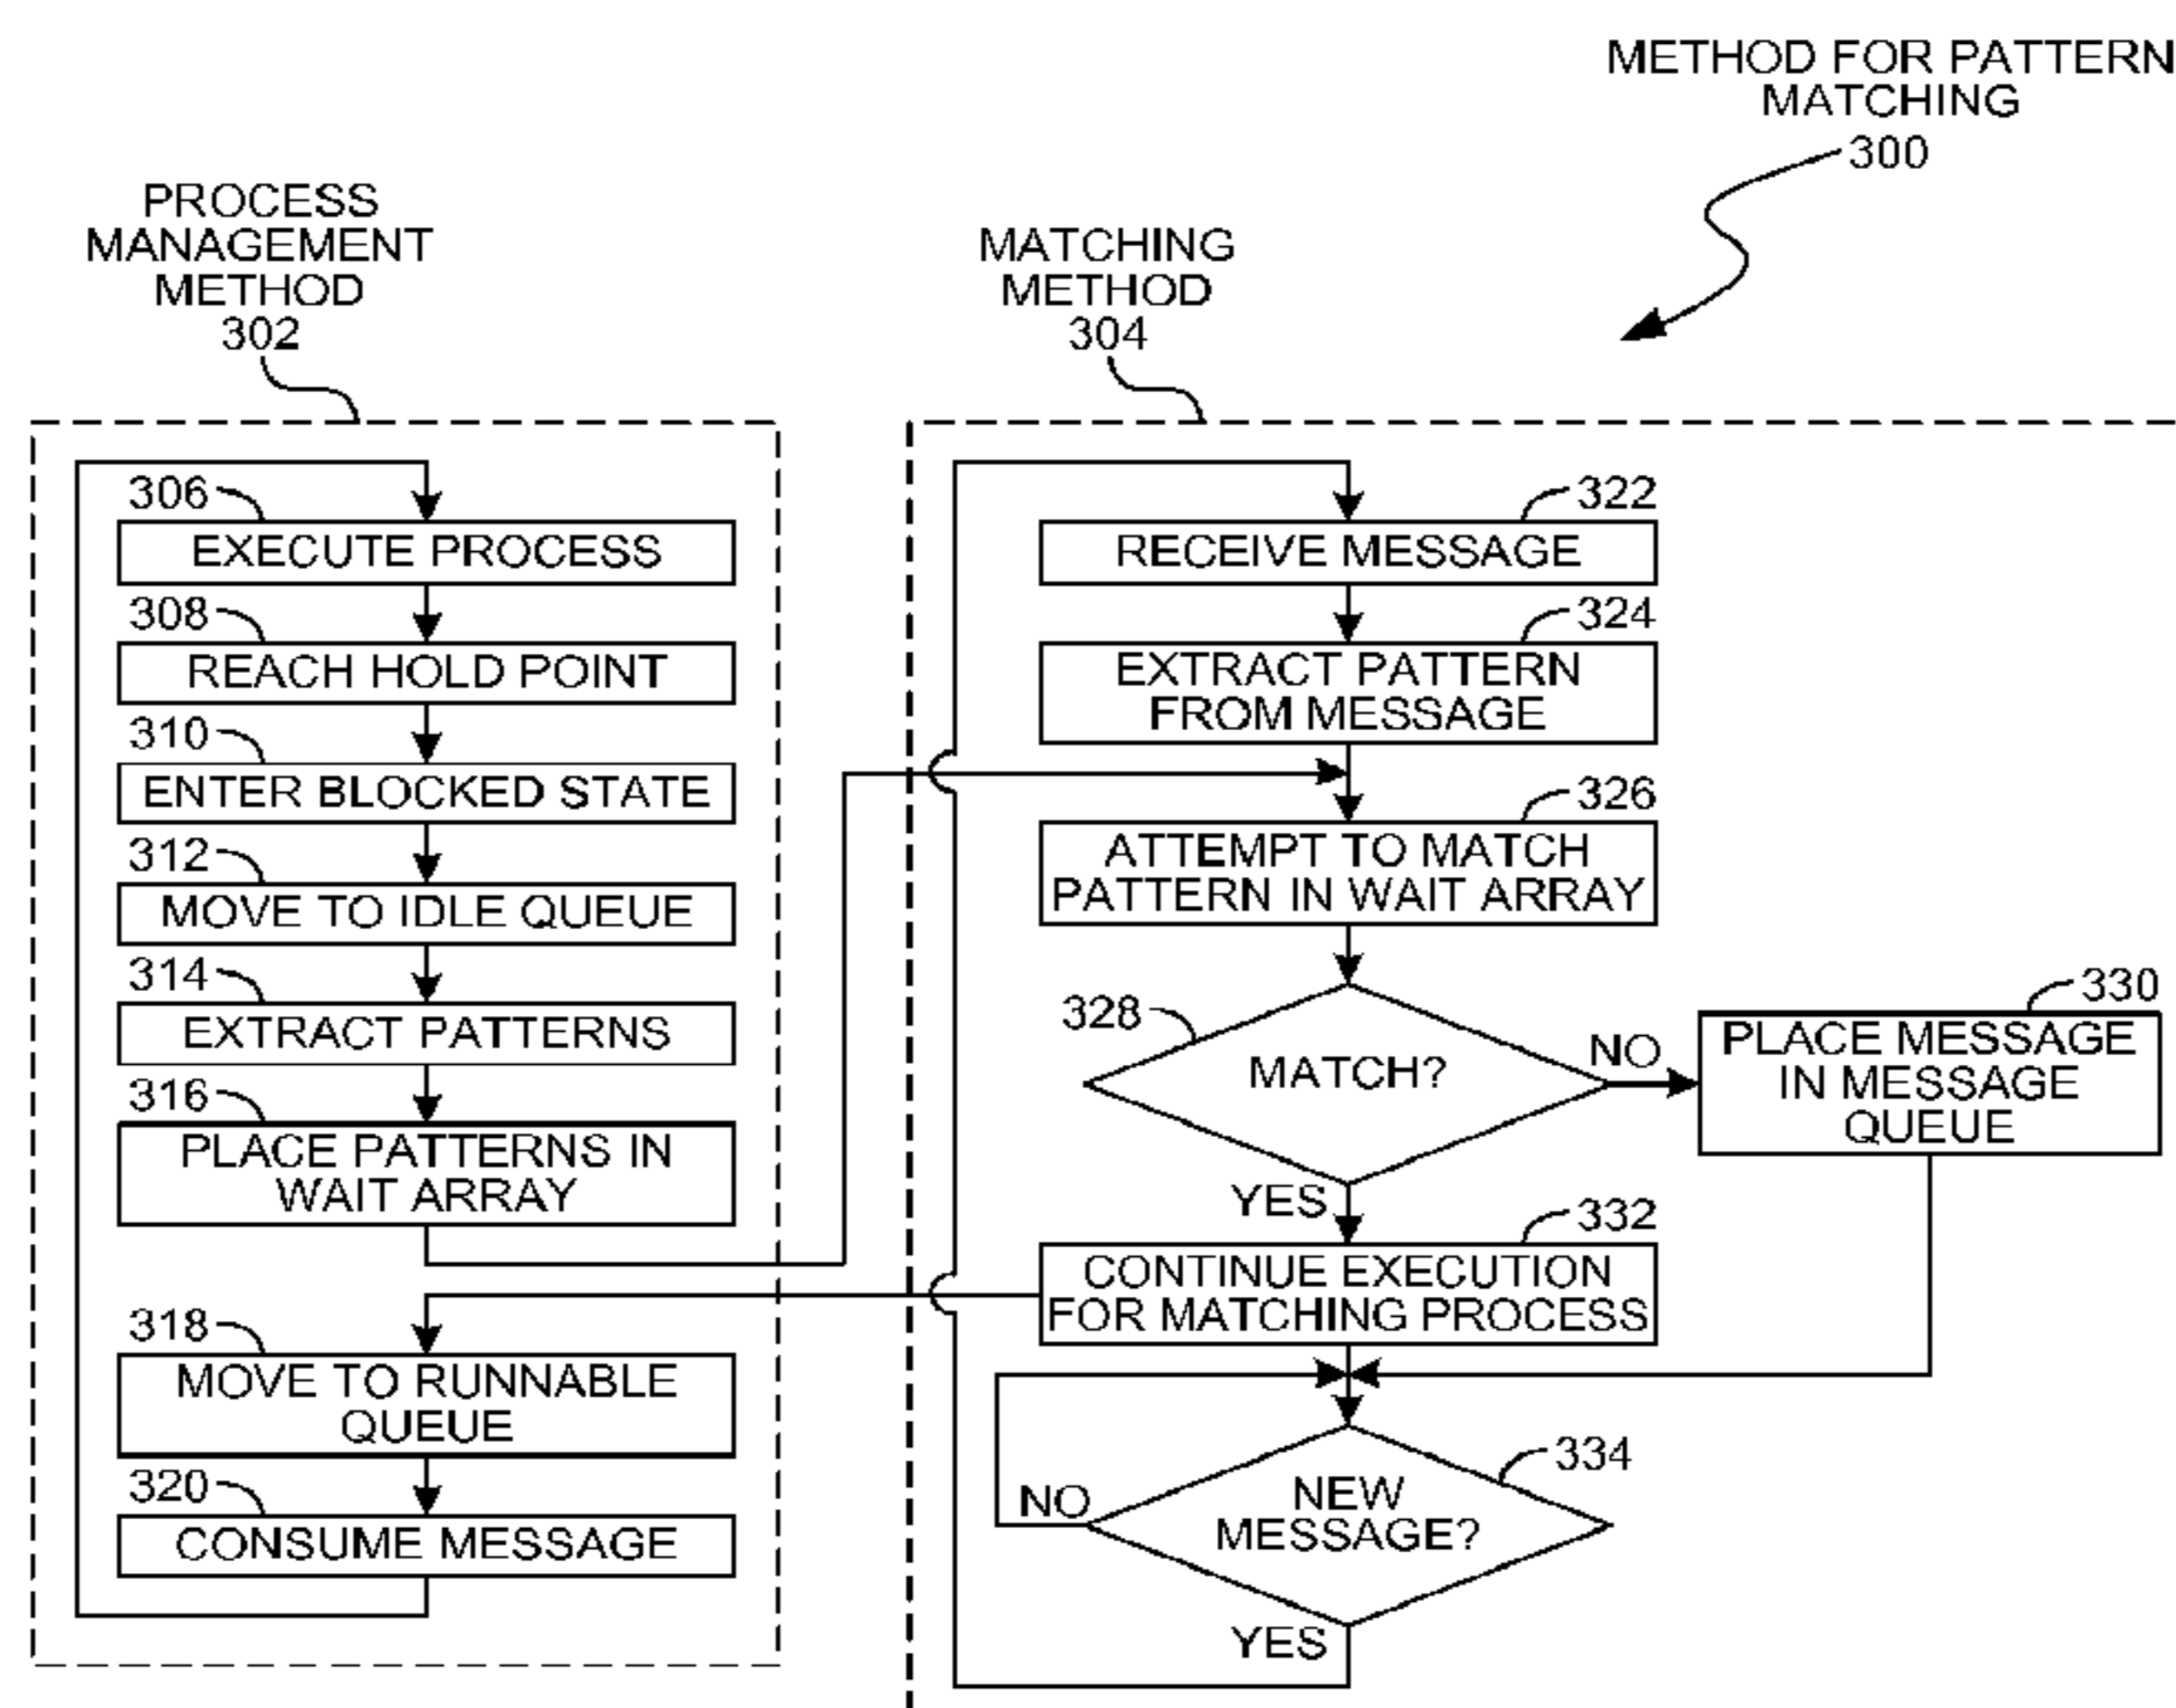 METHOD FOR PATTERN
MATCHING
300
PROCESS
MANAGEMENT
METHOD
302
MATCHING
METHOD
304
306
EXECUTE PROCESS
308
REACH HOLD POINT
310
ENTER BLOCKED STATE
312
MOVE TO IDLE QUEUE
314
EXTRACT PATTERNS
316
PLACE PATTERNS IN
WAIT ARRAY
318
MOVE TO RUNNABLE
QUEUE
320
CONSUME MESSAGE
322
RECEIVE MESSAGE
324
EXTRACT PATTERN
FROM MESSAGE
326
ATTEMPT TO MATCH
PATTERN IN WAIT ARRAY
328
MATCH?
NO
330
PLACE MESSAGE
IN MESSAGE
QUEUE
YES
332
CONTINUE EXECUTION
FOR MATCHING PROCESS
334
NEW
MESSAGE?
NO
YES